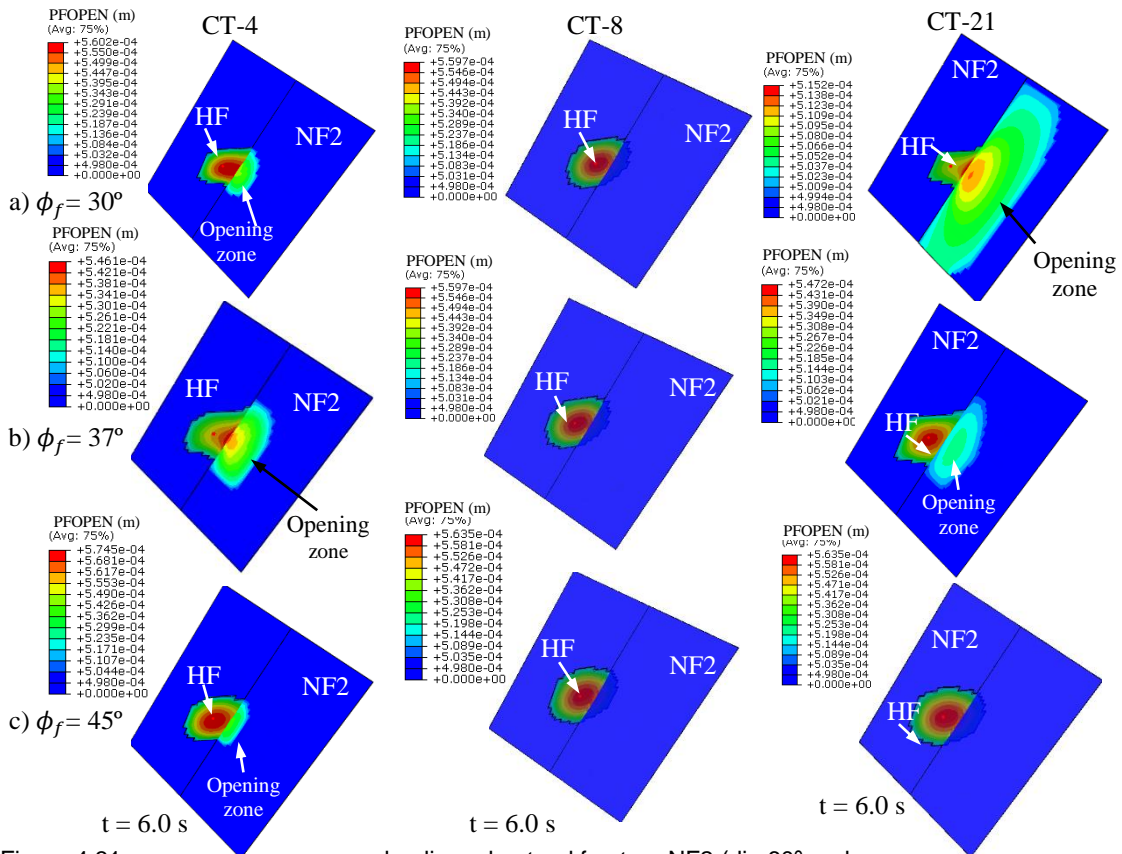 CT-4
CT-8
CT-21
PFOPEN (m)
(Avg: 75%)
+5.602e-04
+5.550e-04
+5.499e-04
+5.447e-04
+5.395e-04
+5.343e-04
+5.291e-04
+5.239e-04
+5.187e-04
+5.136e-04
+5.084e-04
+5.032e-04
+4.980e-04
+0.000e+00
HF
NF2
Opening
zone
PFOPEN (m)
(Avg: 75%)
+5.597e-04
+5.546e-04
+5.494e-04
+5.443e-04
+5.392e-04
+5.340e-04
+5.289e-04
+5.237e-04
+5.186e-04
+5.134e-04
+5.083e-04
+5.031e-04
+4.980e-04
+0.000e+00
HF
NF2
PFOPEN (m)
(Avg: 75%)
+5.152e-04
+5.138e-04
+5.123e-04
+5.109e-04
+5.095e-04
+5.080e-04
+5.066e-04
+5.052e-04
+5.037e-04
+5.023e-04
+5.009e-04
+4.994e-04
+4.980e-04
+0.000e+00
NF2
HF
Opening
zone
a) ϕf = 30º
PFOPEN (m)
(Avg: 75%)
+5.461e-04
+5.421e-04
+5.381e-04
+5.341e-04
+5.301e-04
+5.261e-04
+5.221e-04
+5.181e-04
+5.140e-04
+5.100e-04
+5.060e-04
+5.020e-04
+4.980e-04
+0.000e+00
HF
NF2
Opening
zone
PFOPEN (m)
(Avg: 75%)
+5.597e-04
+5.546e-04
+5.494e-04
+5.443e-04
+5.392e-04
+5.340e-04
+5.289e-04
+5.237e-04
+5.186e-04
+5.134e-04
+5.083e-04
+5.031e-04
+4.980e-04
+0.000e+00
HF
NF2
PFOPEN (m)
(Avg: 75%)
+5.472e-04
+5.431e-04
+5.390e-04
+5.349e-04
+5.308e-04
+5.267e-04
+5.226e-04
+5.185e-04
+5.144e-04
+5.103e-04
+5.062e-04
+5.021e-04
+4.980e-04
+0.000e+00
NF2
HF
Opening
zone
b) ϕf = 37º
PFOPEN (m)
(Avg: 75%)
+5.745e-04
+5.681e-04
+5.617e-04
+5.553e-04
+5.490e-04
+5.426e-04
+5.362e-04
+5.299e-04
+5.235e-04
+5.171e-04
+5.107e-04
+5.044e-04
+4.980e-04
+0.000e+00
HF
NF2
Opening
zone
PFOPEN (m)
(Avg: 75%)
+5.635e-04
+5.581e-04
+5.526e-04
+5.472e-04
+5.417e-04
+5.362e-04
+5.308e-04
+5.253e-04
+5.198e-04
+5.144e-04
+5.089e-04
+5.035e-04
+4.980e-04
+0.000e+00
HF
NF2
PFOPEN (m)
(Avg: 75%)
+5.635e-04
+5.581e-04
+5.526e-04
+5.471e-04
+5.417e-04
+5.362e-04
+5.308e-04
+5.253e-04
+5.198e-04
+5.144e-04
+5.089e-04
+5.035e-04
+4.980e-04
+0.000e+00
NF2
HF
c) ϕf = 45º
t = 6.0 s
t = 6.0 s
t = 6.0 s